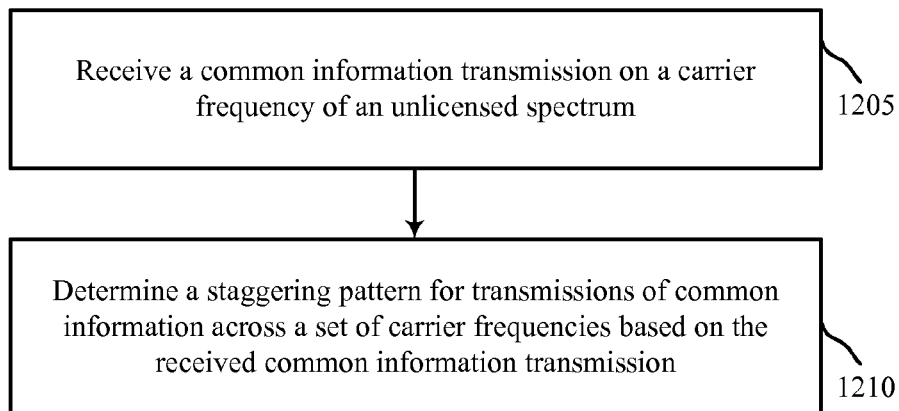 Receive a common information transmission on a carrier
frequency of an unlicensed spectrum
1205
Determine a staggering pattern for transmissions of common
information across a set of carrier frequencies based on the
received common information transmission
1210